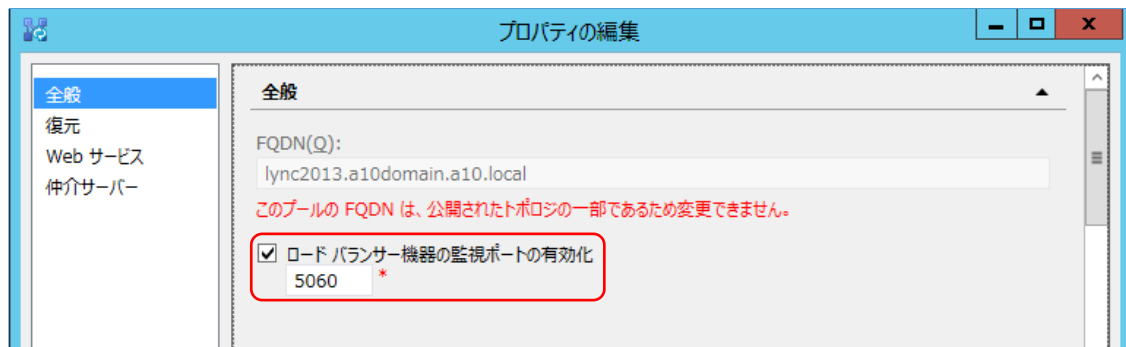 プロパティの編集
全般
復元
Web サービス
仲介サーバー
全般
FQDN(Q):
lync2013.a10domain.a10.local
このプールの FQDN は、公開されたトポロジの一部であるため変更できません。
ロード バランサー機器の監視ポートの有効化
5060 *